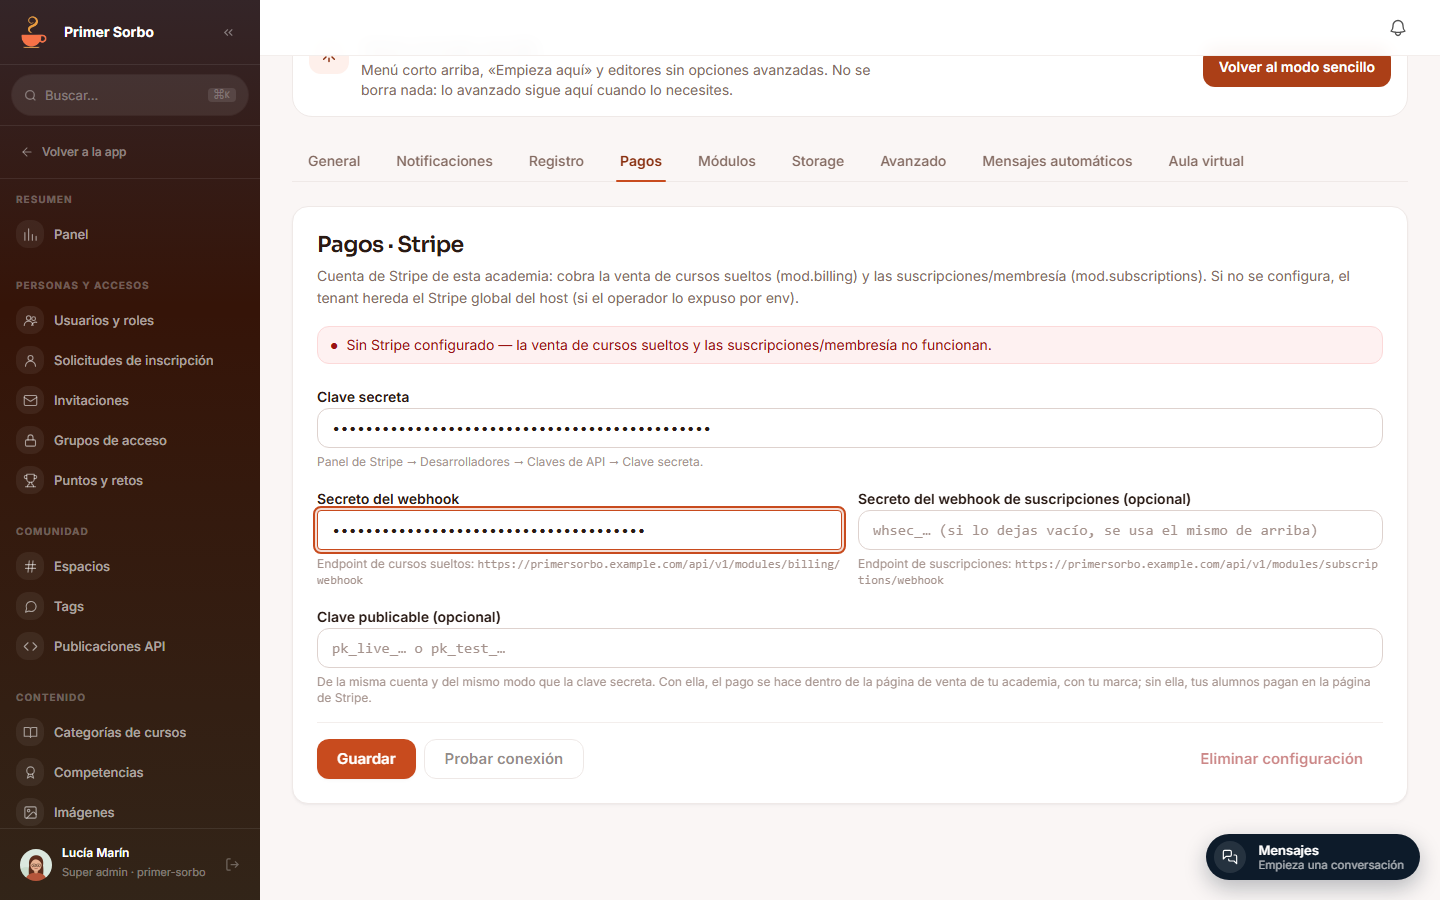 Primer Sorbo
Buscar...
⌘K
Volver a la app
RESUMEN
Panel
PERSONAS Y ACCESOS
Usuarios y roles
Solicitudes de inscripción
Invitaciones
Grupos de acceso
Puntos y retos
COMUNIDAD
Espacios
Tags
Publicaciones API
CONTENIDO
Categorías de cursos
Competencias
Imágenes
Lucía Marín
Super admin · primer-sorbo
Menú corto arriba, «Empieza aquí» y editores sin opciones avanzadas. No se
borra nada: lo avanzado sigue aquí cuando lo necesites.
Volver al modo sencillo
General
Notificaciones
Registro
Pagos
Módulos
Storage
Avanzado
Mensajes automáticos
Aula virtual
Pagos · Stripe
Cuenta de Stripe de esta academia: cobra la venta de cursos sueltos (mod.billing) y las suscripciones/membresía (mod.subscriptions). Si no se configura, el
tenant hereda el Stripe global del host (si el operador lo expuso por env).
Sin Stripe configurado — la venta de cursos sueltos y las suscripciones/membresía no funcionan.
Clave secreta
Panel de Stripe → Desarrolladores → Claves de API → Clave secreta.
Secreto del webhook
Endpoint de cursos sueltos: https://primersorbo.example.com/api/v1/modules/billing/
webhook
Secreto del webhook de suscripciones (opcional)
whsec_… (si lo dejas vacío, se usa el mismo de arriba)
Endpoint de suscripciones: https://primersorbo.example.com/api/v1/modules/subscrip
tions/webhook
Clave publicable (opcional)
pk_live_… o pk_test_…
De la misma cuenta y del mismo modo que la clave secreta. Con ella, el pago se hace dentro de la página de venta de tu academia, con tu marca; sin ella, tus alumnos pagan en la página
de Stripe.
Guardar
Probar conexión
Eliminar configuración
Mensajes
Empieza una conversación